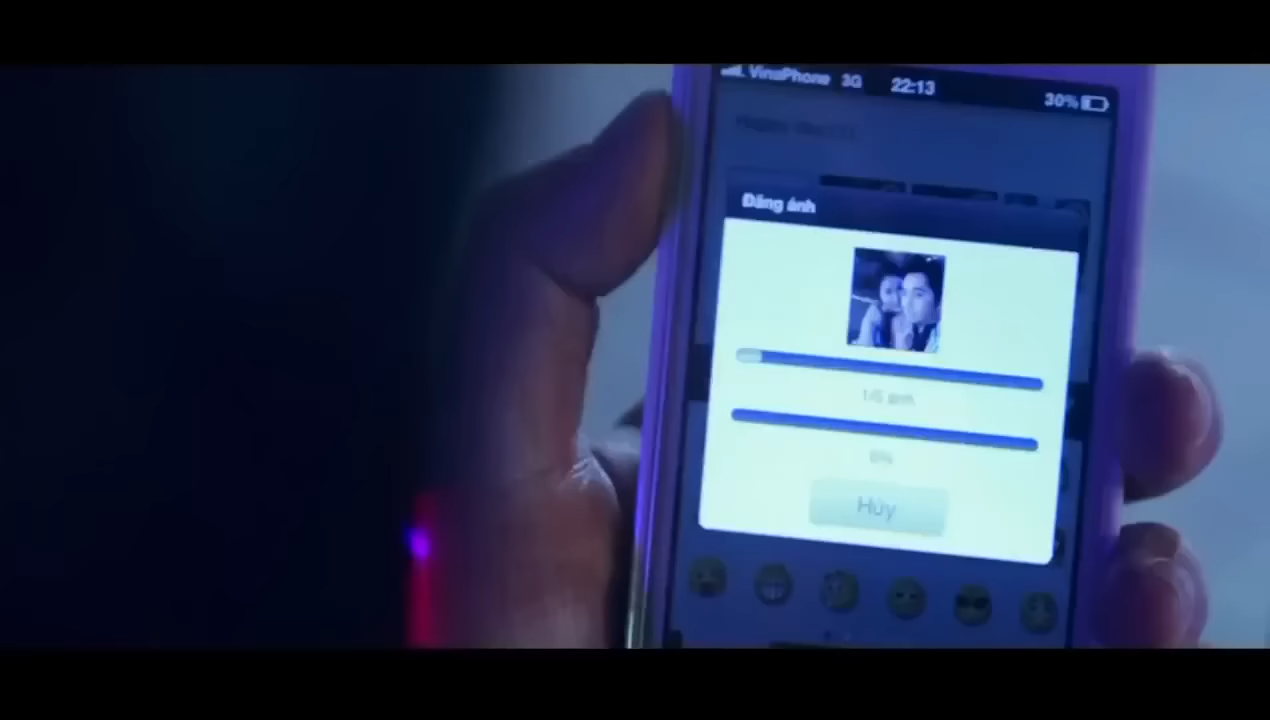 VinaPhone 3G 22:13 30%
Đăng ảnh
1/5 ảnh
0%
Hủy